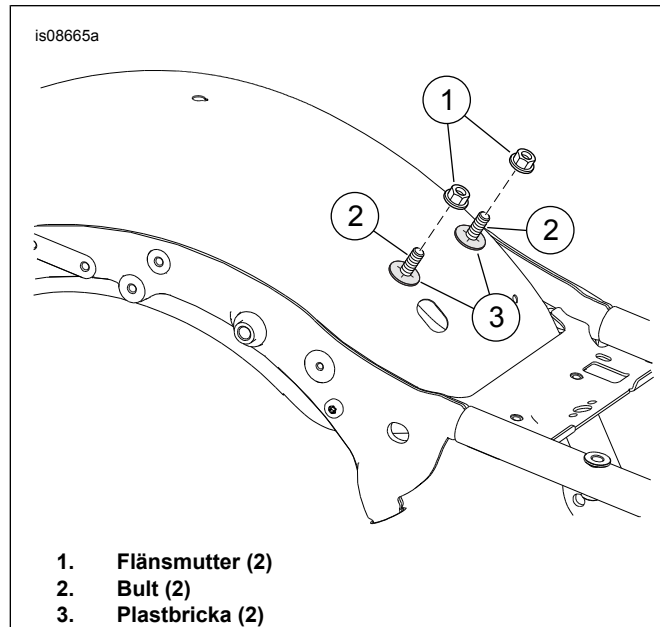 is08665a
1
2
2
3
1. Flänsmutter (2)
2. Bult (2)
3. Plastbricka (2)